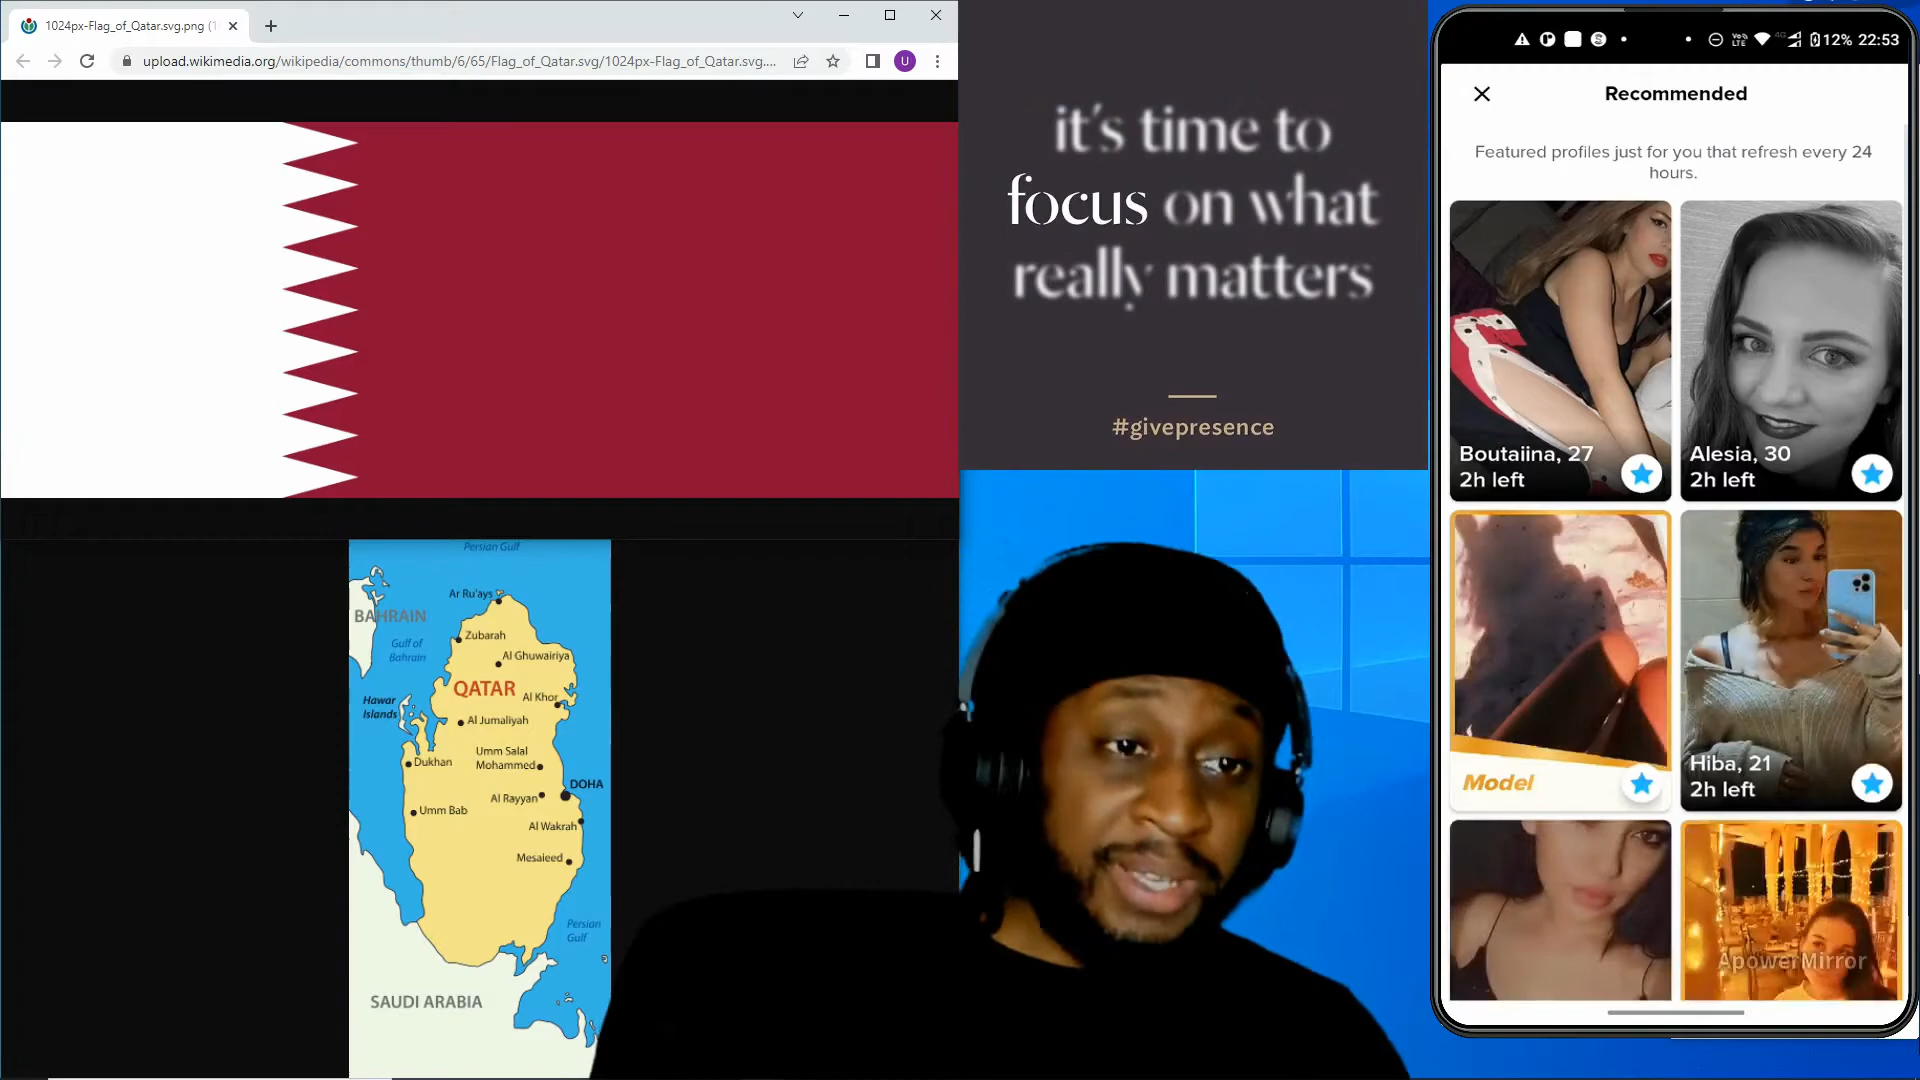 1024px-Flag_of_Qatar.svg.png (1
upload.wikimedia.org/wikipedia/commons/thumb/6/65/Flag_of_Qatar.svg/1024px-Flag_of_Qatar.svg....
U
it's time to
focus on what
really matters
#givepresence
Persian Gulf
Ar Ru'ays
BAHRAIN
Zubarah
Gulf of
Bahrain
Al Ghuwairiya
QATAR
Al Khor
Hawar
Islands
Al Jumaliyah
Umm Salal
Mohammed
Dukhan
DOHA
Al Rayyan
Umm Bab
Al Wakrah
Mesaieed
Persian
Gulf
SAUDI ARABIA
12% 22:53
Recommended
Featured profiles just for you that refresh every 24
hours.
Boutaiina, 27
2h left
Alesia, 30
2h left
Model
Hiba, 21
2h left
ApowerMirror